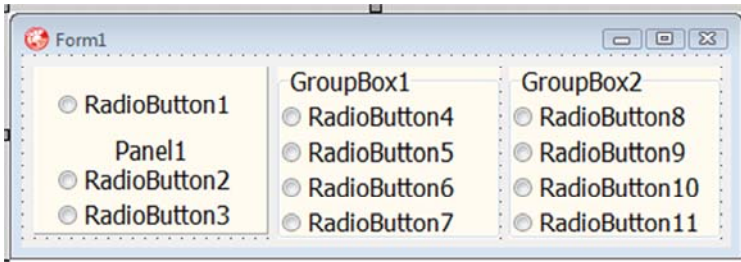 Form1
RadioButton1
Panel1
RadioButton2
RadioButton3
GroupBox1
RadioButton4
RadioButton5
RadioButton6
RadioButton7
GroupBox2
RadioButton8
RadioButton9
RadioButton10
RadioButton11